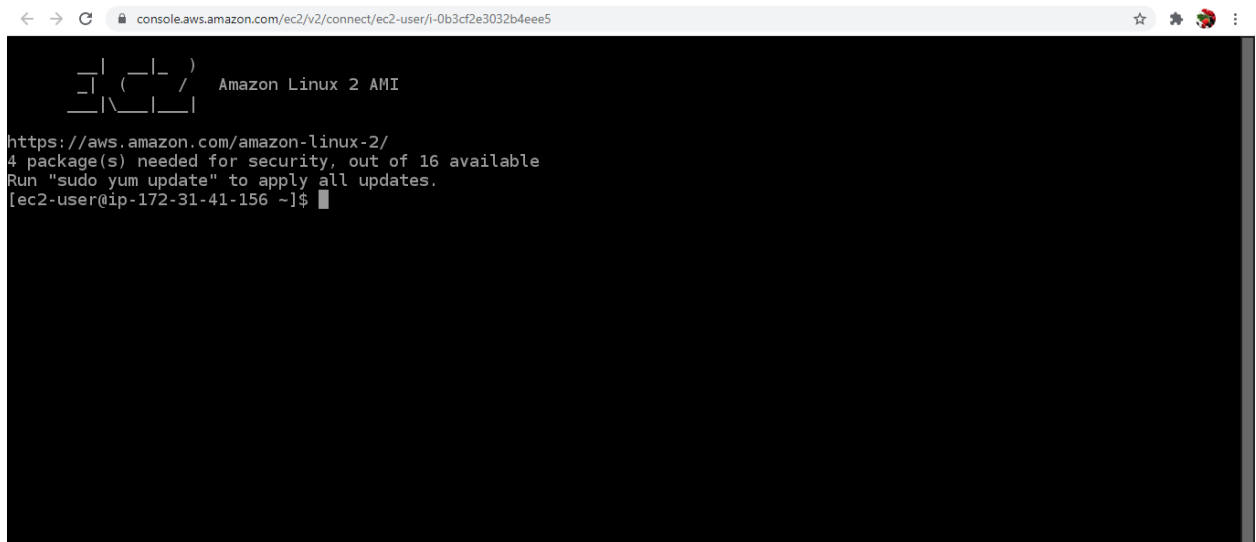 console.aws.amazon.com/ec2/v2/connect/ec2-user/i-0b3cf2e3032b4eee5
       __|  __|_  )
       _|  (     /   Amazon Linux 2 AMI
      ___|\___|___|
https://aws.amazon.com/amazon-linux-2/
4 package(s) needed for security, out of 16 available
Run "sudo yum update" to apply all updates.
[ec2-user@ip-172-31-41-156 ~]$